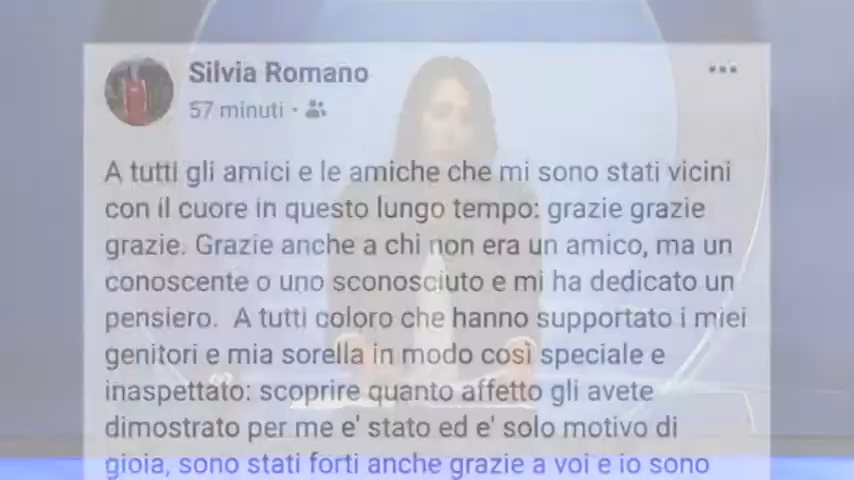 Silvia Romano
57 minuti ·
A tutti gli amici e le amiche che mi sono stati vicini
con il cuore in questo lungo tempo: grazie grazie
grazie. Grazie anche a chi non era un amico, ma un
conoscente o uno sconosciuto e mi ha dedicato un
pensiero. A tutti coloro che hanno supportato i miei
genitori e mia sorella in modo così speciale e
inaspettato: scoprire quanto affetto gli avete
dimostrato per me e' stato ed e' solo motivo di
gioia, sono stati forti anche grazie a voi e io sono